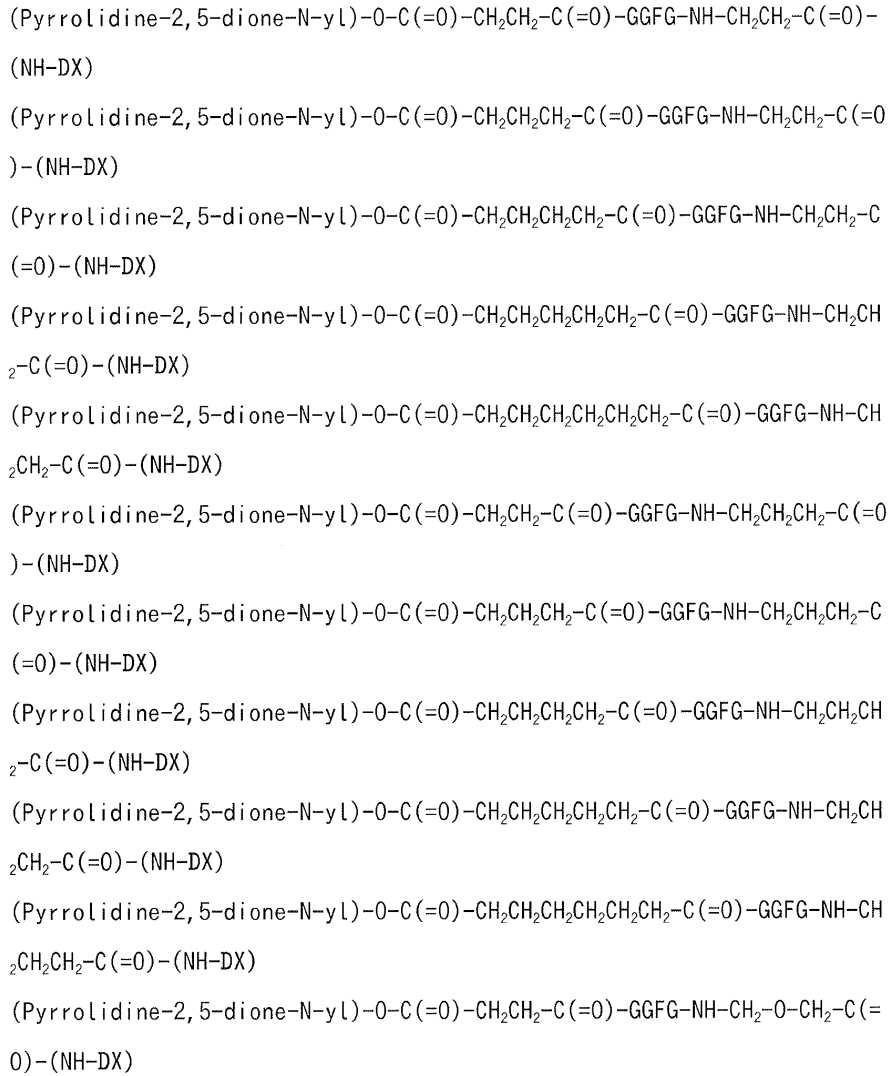 (Pyrrolidine-2,5-dione-N-yl)-O-C(=O)-CH₂CH₂-C(=O)-GGFG-NH-CH₂CH₂-C(=O)-
(NH-DX)
(Pyrrolidine-2,5-dione-N-yl)-O-C(=O)-CH₂CH₂CH₂-C(=O)-GGFG-NH-CH₂CH₂-C(=O
)-(NH-DX)
(Pyrrolidine-2,5-dione-N-yl)-O-C(=O)-CH₂CH₂CH₂CH₂-C(=O)-GGFG-NH-CH₂CH₂-C
(=O)-(NH-DX)
(Pyrrolidine-2,5-dione-N-yl)-O-C(=O)-CH₂CH₂CH₂CH₂CH₂-C(=O)-GGFG-NH-CH₂CH
₂-C(=O)-(NH-DX)
(Pyrrolidine-2,5-dione-N-yl)-O-C(=O)-CH₂CH₂CH₂CH₂CH₂CH₂-C(=O)-GGFG-NH-CH
₂CH₂-C(=O)-(NH-DX)
(Pyrrolidine-2,5-dione-N-yl)-O-C(=O)-CH₂CH₂-C(=O)-GGFG-NH-CH₂CH₂CH₂-C(=O
)-(NH-DX)
(Pyrrolidine-2,5-dione-N-yl)-O-C(=O)-CH₂CH₂CH₂-C(=O)-GGFG-NH-CH₂CH₂CH₂-C
(=O)-(NH-DX)
(Pyrrolidine-2,5-dione-N-yl)-O-C(=O)-CH₂CH₂CH₂CH₂-C(=O)-GGFG-NH-CH₂CH₂CH
₂-C(=O)-(NH-DX)
(Pyrrolidine-2,5-dione-N-yl)-O-C(=O)-CH₂CH₂CH₂CH₂CH₂-C(=O)-GGFG-NH-CH₂CH
₂CH₂-C(=O)-(NH-DX)
(Pyrrolidine-2,5-dione-N-yl)-O-C(=O)-CH₂CH₂CH₂CH₂CH₂CH₂-C(=O)-GGFG-NH-CH
₂CH₂CH₂-C(=O)-(NH-DX)
(Pyrrolidine-2,5-dione-N-yl)-O-C(=O)-CH₂CH₂-C(=O)-GGFG-NH-CH₂-O-CH₂-C(=
O)-(NH-DX)